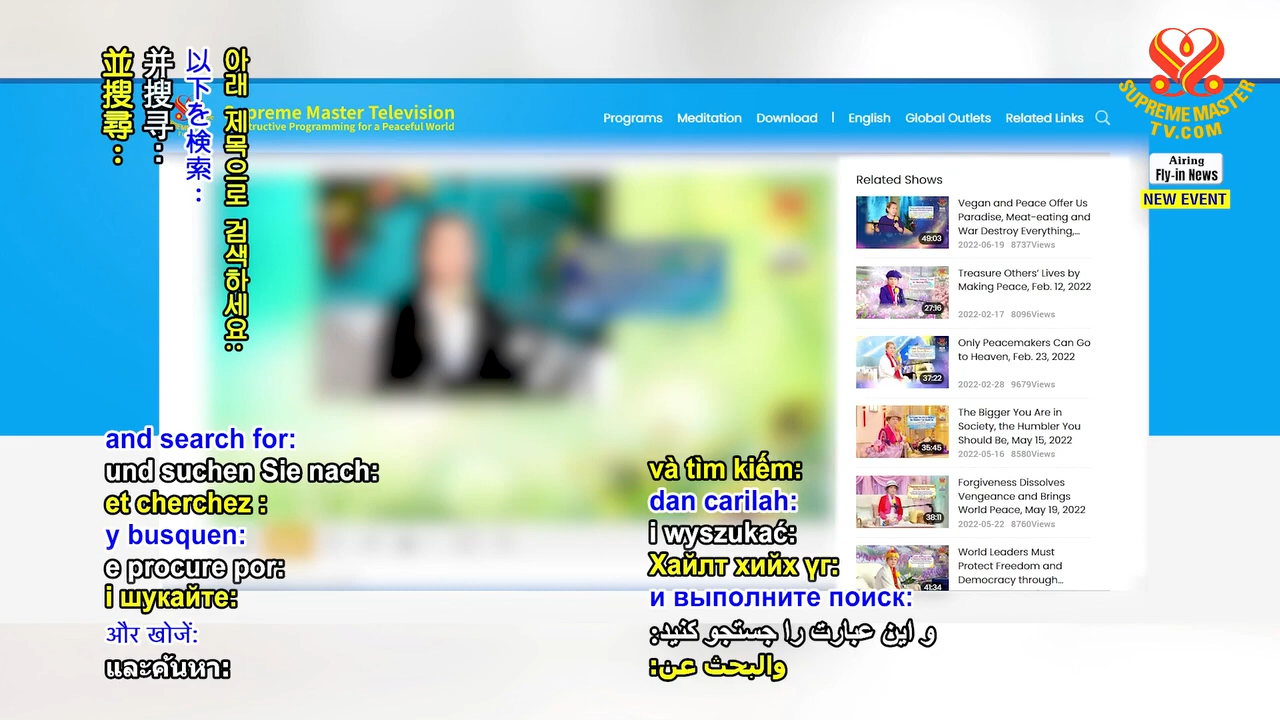 並搜尋：
并搜寻：
以下を検索：
아래 제목으로 검색하세요:
Supreme Master Television
Constructive Programming for a Peaceful World
Programs
Meditation
Download
|
English
Global Outlets
Related Links
SUPREME MASTER
TV.COM
Airing
Fly-in News
NEW EVENT
Related Shows
49:03
Vegan and Peace Offer Us
Paradise, Meat-eating and
War Destroy Everything,...
2022-06-19 8737Views
27:16
Treasure Others' Lives by
Making Peace, Feb. 12, 2022
2022-02-17 8096Views
37:22
Only Peacemakers Can Go
to Heaven, Feb. 23, 2022
2022-02-28 9679Views
35:45
The Bigger You Are in
Society, the Humbler You
Should Be, May 15, 2022
2022-05-16 8580Views
38:11
Forgiveness Dissolves
Vengeance and Brings
World Peace, May 19, 2022
2022-05-22 8760Views
41:34
World Leaders Must
Protect Freedom and
Democracy through...
and search for:
und suchen Sie nach:
et cherchez :
y busquen:
e procure por:
і шукайте:
और खोजें:
และค้นหา:
và tìm kiếm:
dan carilah:
i wyszukać:
Хайлт хийх үг:
и выполните поиск:
و این عبارت را جستجو کنید:
والبحث عن: